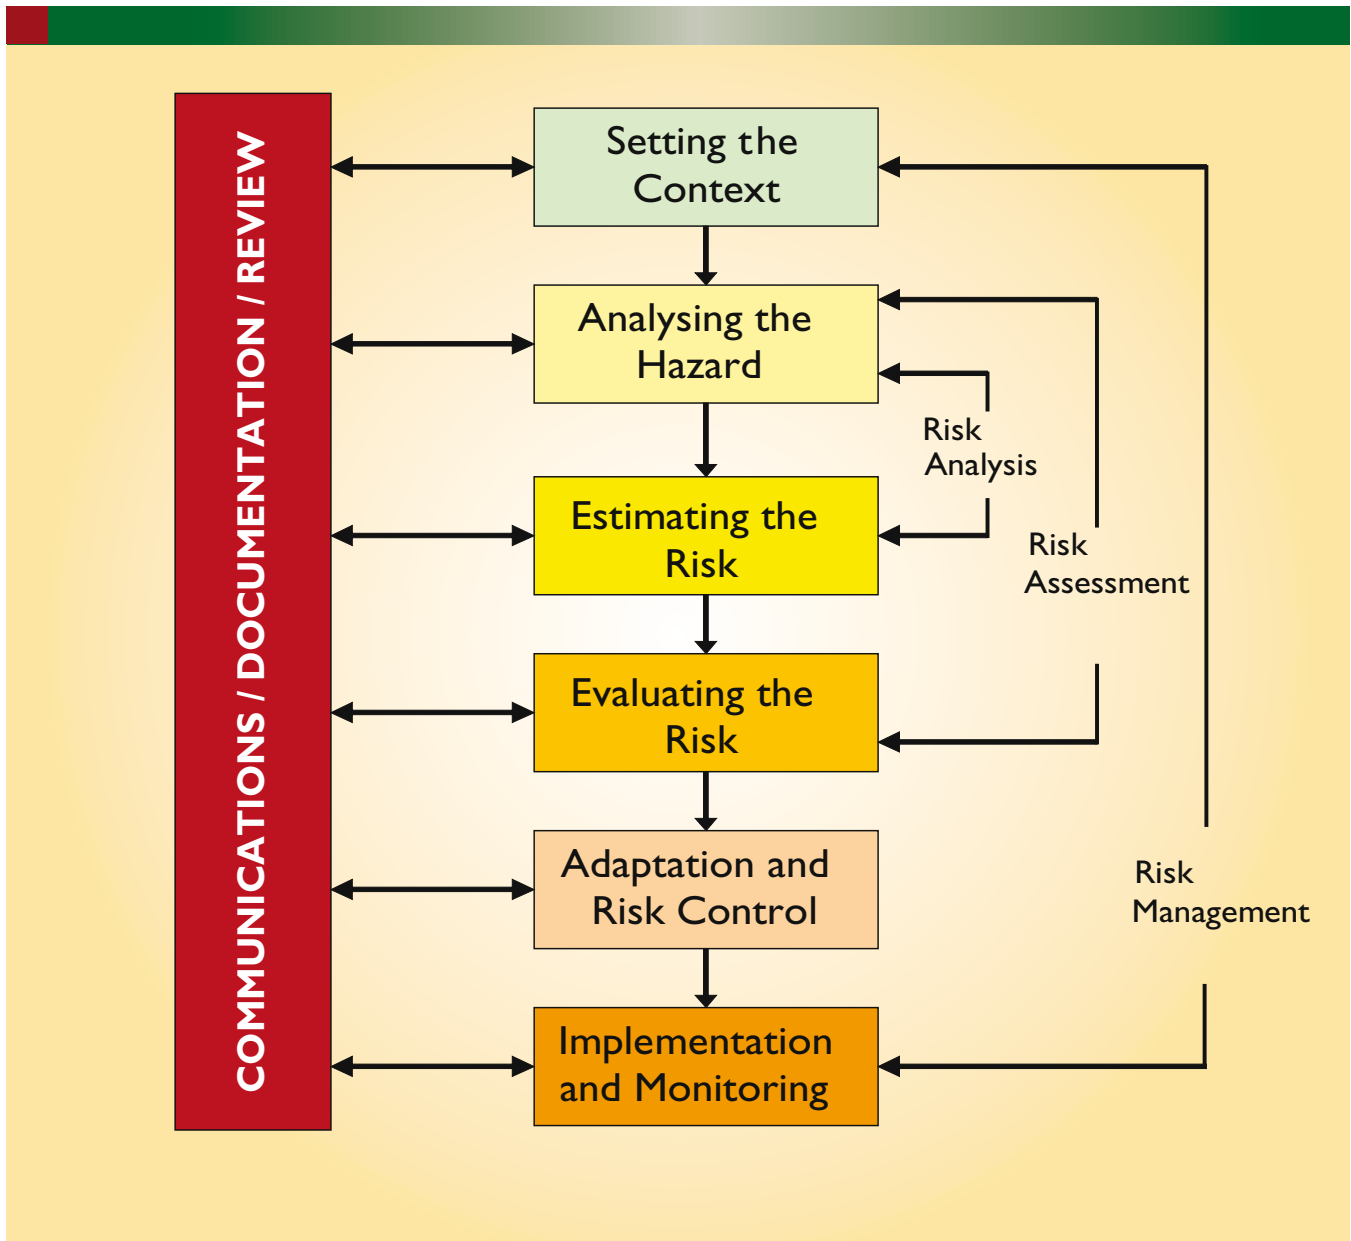 COMMUNICATIONS / DOCUMENTATION / REVIEW
Setting the
Context
Analysing the
Hazard
Risk
Analysis
Estimating the
Risk
Risk
Assessment
Evaluating the
Risk
Adaptation and
Risk Control
Risk
Management
Implementation
and Monitoring